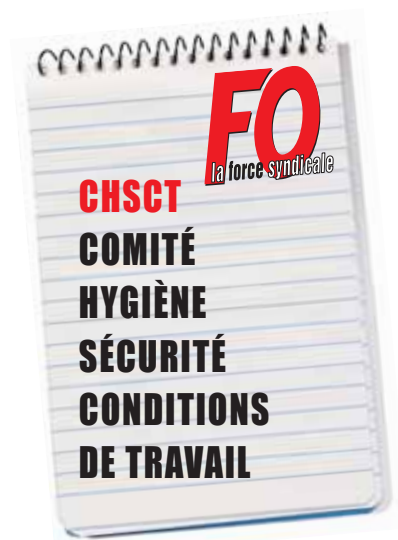 FO
la force syndicale
CHSCT
COMITÉ
HYGIÈNE
SÉCURITÉ
CONDITIONS
DE TRAVAIL